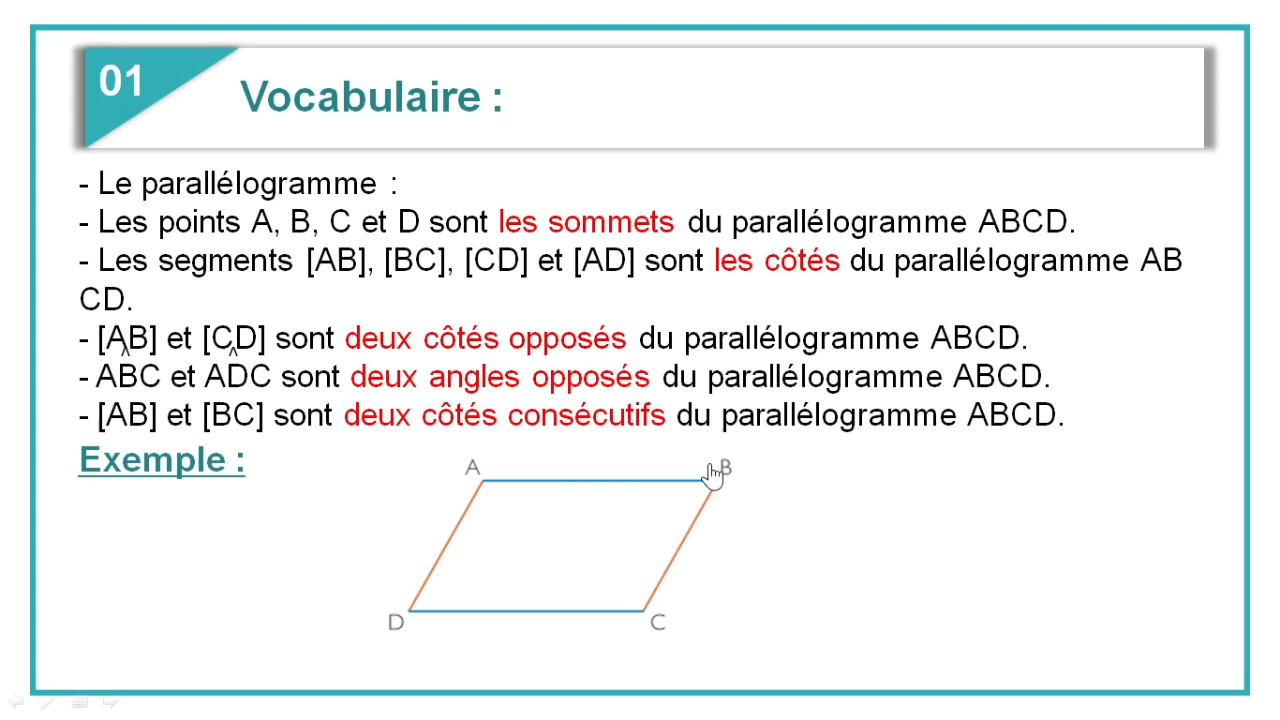 01
Vocabulaire :
- Le parallélogramme :
- Les points A, B, C et D sont les sommets du parallélogramme ABCD.
- Les segments [AB], [BC], [CD] et [AD] sont les côtés du parallélogramme AB
CD.
- [AB] et [CD] sont deux côtés opposés du parallélogramme ABCD.
^ ^
- ABC et ADC sont deux angles opposés du parallélogramme ABCD.
- [AB] et [BC] sont deux côtés consécutifs du parallélogramme ABCD.
Exemple :
A B
D C